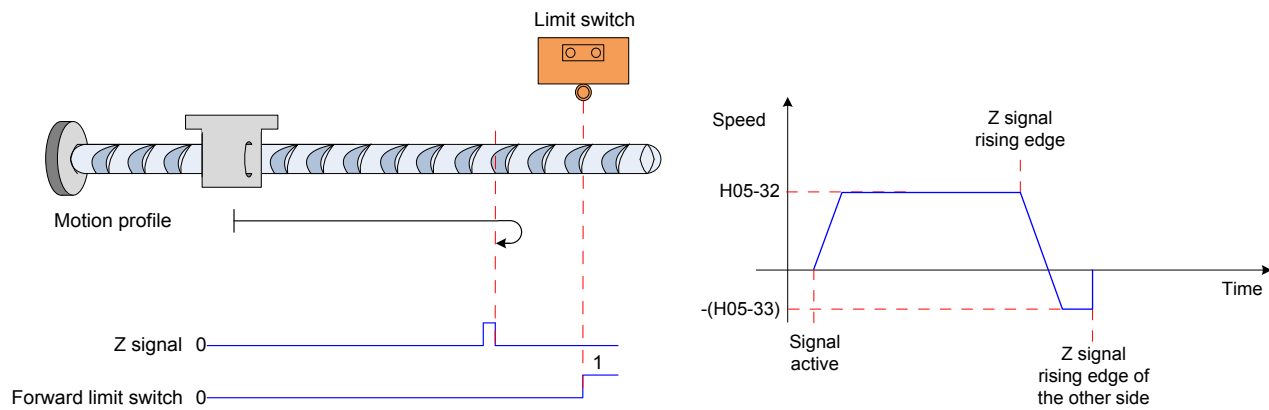 Limit switch
Motion profile
Z signal 0
1
Forward limit switch 0
Speed
Z signal
rising edge
H05-32
Time
-(H05-33)
Signal
active
Z signal
rising edge of
the other side